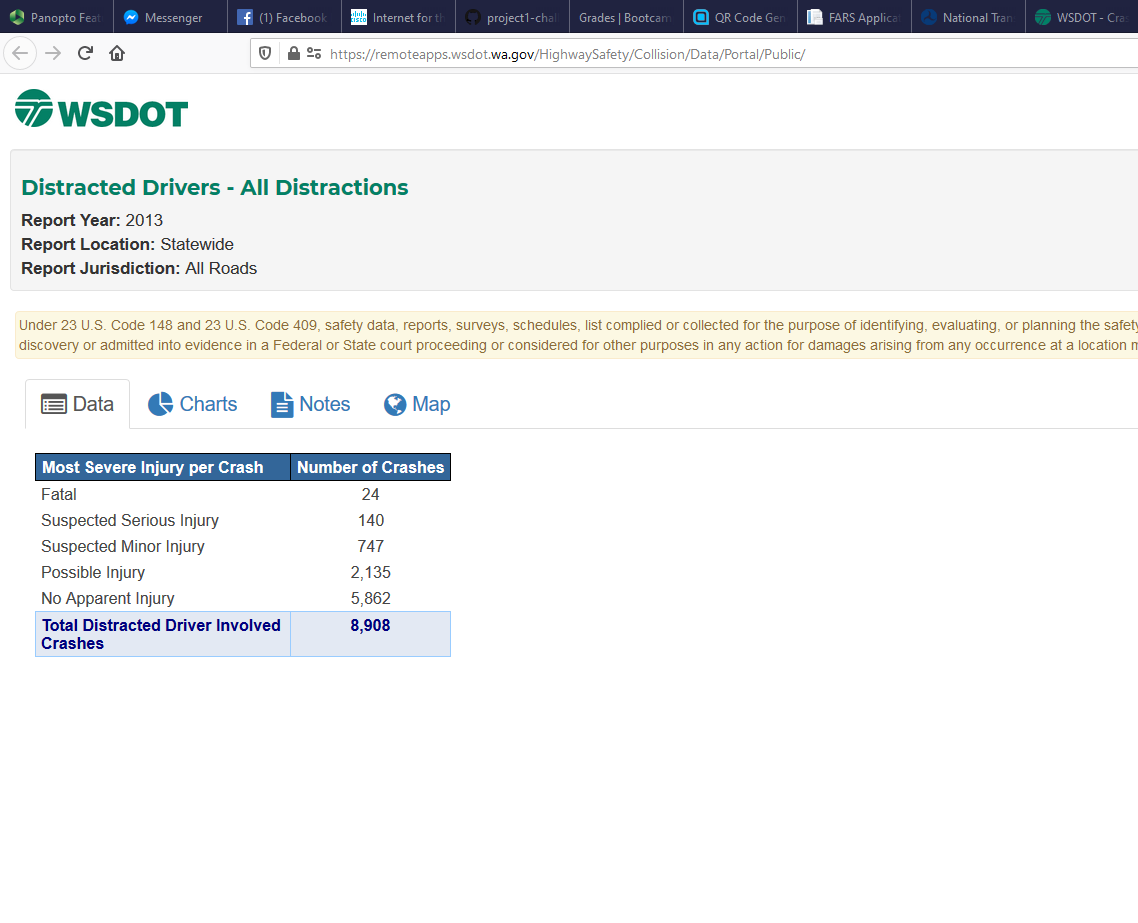 Panopto Feat
Messenger
(1) Facebook
Internet for th
project1-chal
Grades | Bootcam
QR Code Gen
FARS Applicat
National Tran
WSDOT - Cras
https://remoteapps.wsdot.wa.gov/HighwaySafety/Collision/Data/Portal/Public/
WSDOT
Distracted Drivers - All Distractions
Report Year: 2013
Report Location: Statewide
Report Jurisdiction: All Roads
Under 23 U.S. Code 148 and 23 U.S. Code 409, safety data, reports, surveys, schedules, list complied or collected for the purpose of identifying, evaluating, or planning the safety
discovery or admitted into evidence in a Federal or State court proceeding or considered for other purposes in any action for damages arising from any occurrence at a location m
Data Charts Notes Map
Most Severe Injury per Crash Number of Crashes
Fatal 24
Suspected Serious Injury 140
Suspected Minor Injury 747
Possible Injury 2,135
No Apparent Injury 5,862
Total Distracted Driver Involved 8,908
Crashes